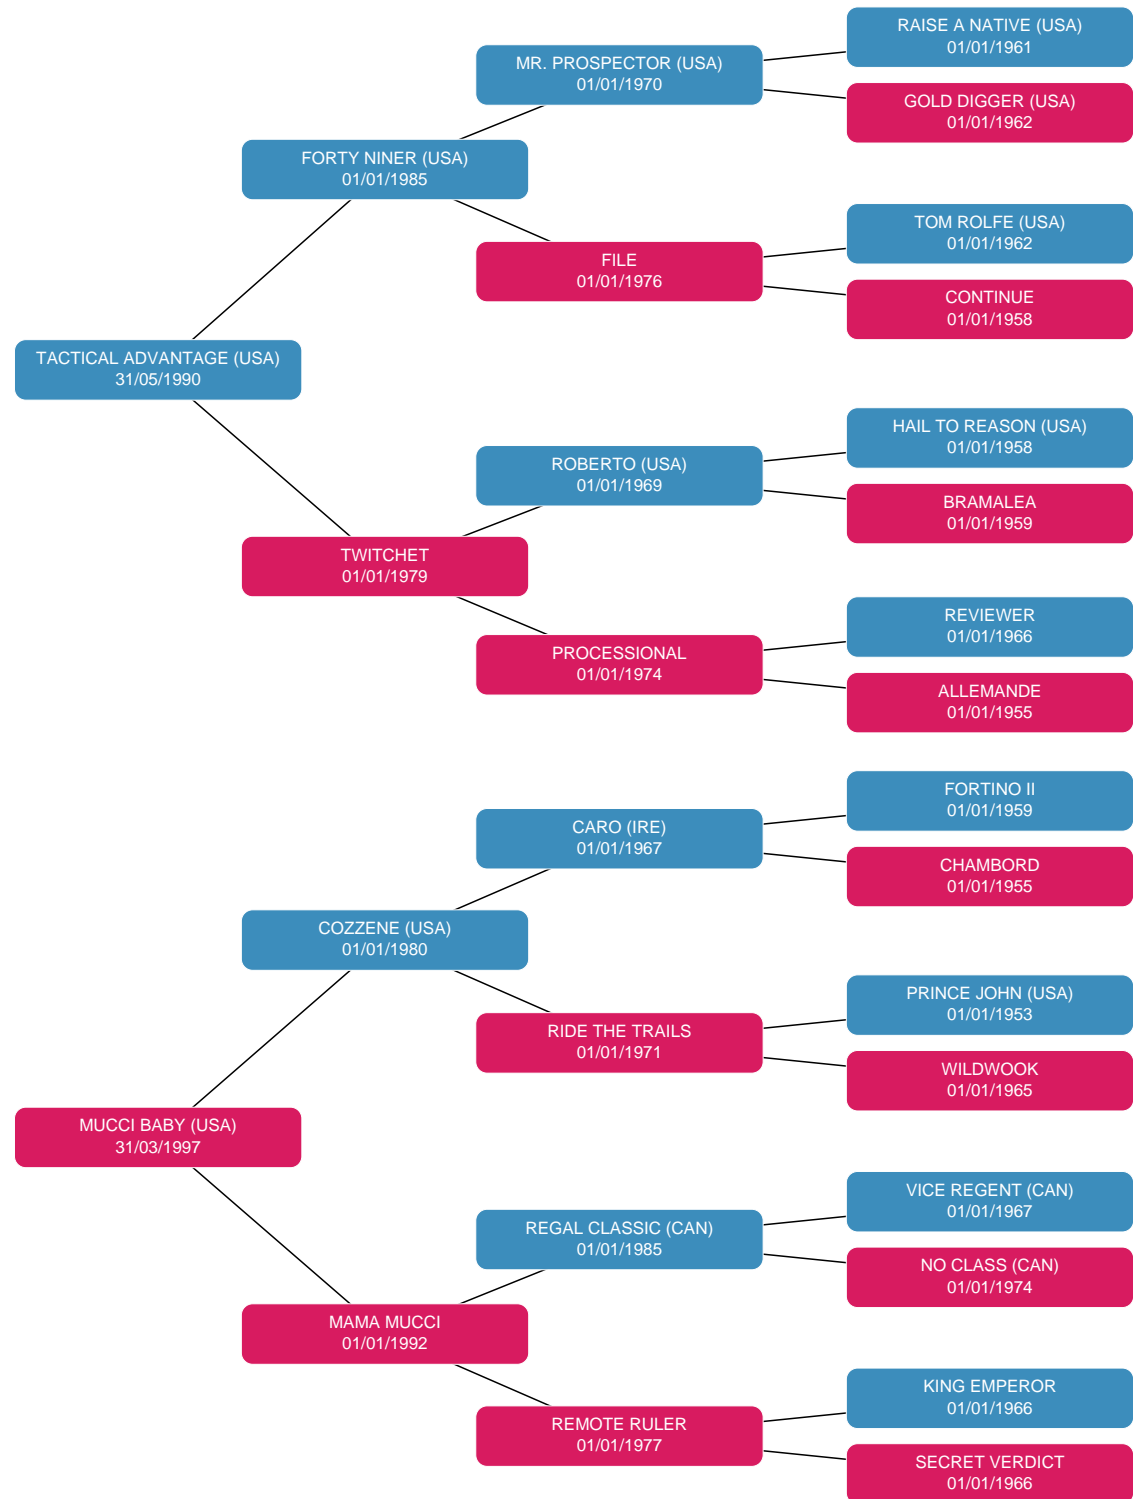 RAISE A NATIVE (USA)
01/01/1961
MR. PROSPECTOR (USA)
01/01/1970
GOLD DIGGER (USA)
01/01/1962
FORTY NINER (USA)
01/01/1985
TOM ROLFE (USA)
01/01/1962
FILE
01/01/1976
CONTINUE
01/01/1958
TACTICAL ADVANTAGE (USA)
31/05/1990
HAIL TO REASON (USA)
01/01/1958
ROBERTO (USA)
01/01/1969
BRAMALEA
01/01/1959
TWITCHET
01/01/1979
REVIEWER
01/01/1966
PROCESSIONAL
01/01/1974
ALLEMANDE
01/01/1955
FORTINO II
01/01/1959
CARO (IRE)
01/01/1967
CHAMBORD
01/01/1955
COZZENE (USA)
01/01/1980
PRINCE JOHN (USA)
01/01/1953
RIDE THE TRAILS
01/01/1971
WILDWOOK
01/01/1965
MUCCI BABY (USA)
31/03/1997
VICE REGENT (CAN)
01/01/1967
REGAL CLASSIC (CAN)
01/01/1985
NO CLASS (CAN)
01/01/1974
MAMA MUCCI
01/01/1992
KING EMPEROR
01/01/1966
REMOTE RULER
01/01/1977
SECRET VERDICT
01/01/1966